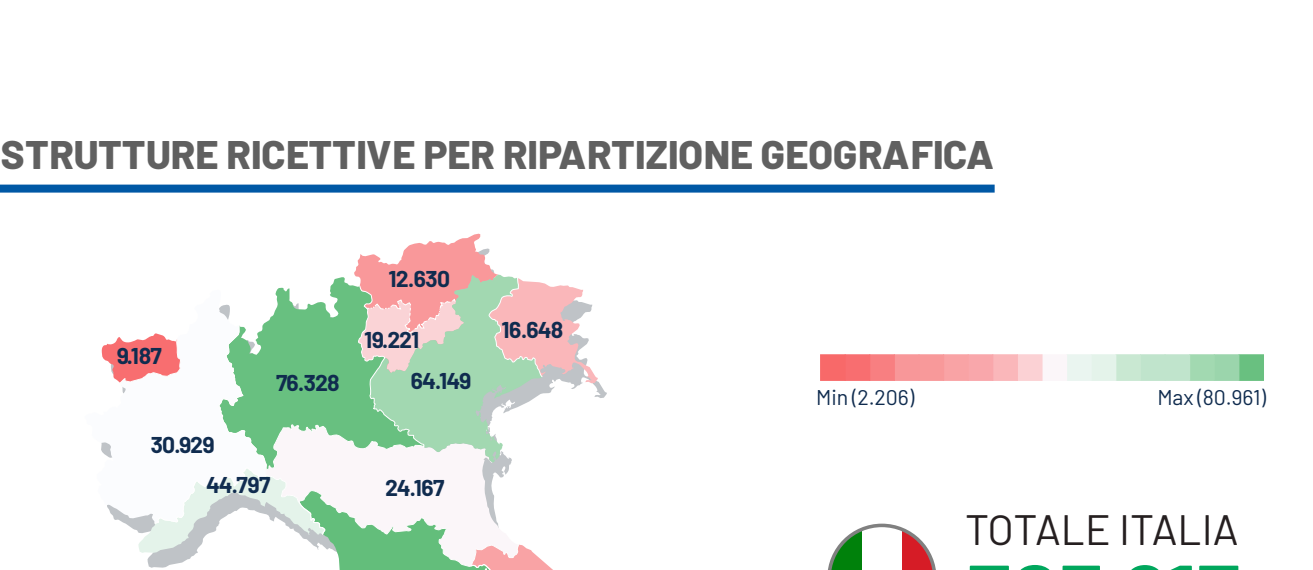 STRUTTURE RICETTIVE PER RIPARTIZIONE GEOGRAFICA
12.630
19.221
16.648
9.187
76.328
64.149
30.929
44.797
24.167
Min (2.206)
Max (80.961)
TOTALE ITALIA